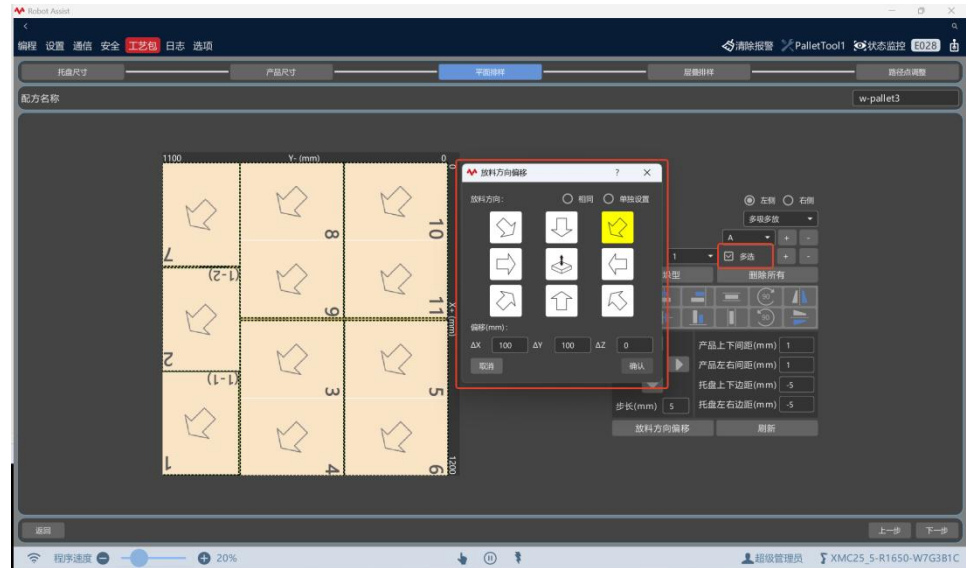 Robot Assist
编程 设置 通信 安全 工艺包 日志 选项
清除报警 PalletTool1 状态监控 E028
托盘尺寸 产品尺寸 平面排样 层叠排样 路径点调整
配方名称 w-pallet3
1100 Y- (mm) 0
0
X+ (mm)
1200
7
(1-2)
2
(1-1)
1
8
9
3
4
10
11
5
6
放料方向偏移 ? ×
放料方向: 相同 单独设置
偏移(mm):
ΔX 100 ΔY 100 ΔZ 0
取消 确认
左侧 右侧
多吸多放
A + -
1 多选 + -
删除所有
90
90
产品上下间距(mm) 1
产品左右间距(mm) 1
托盘上下边距(mm) -5
步长(mm) 5 托盘左右边距(mm) -5
放料方向偏移 刷新
返回 上一步 下一步
程序速度 20% 超级管理员 XMC25_5-R1650-W7G3B1C